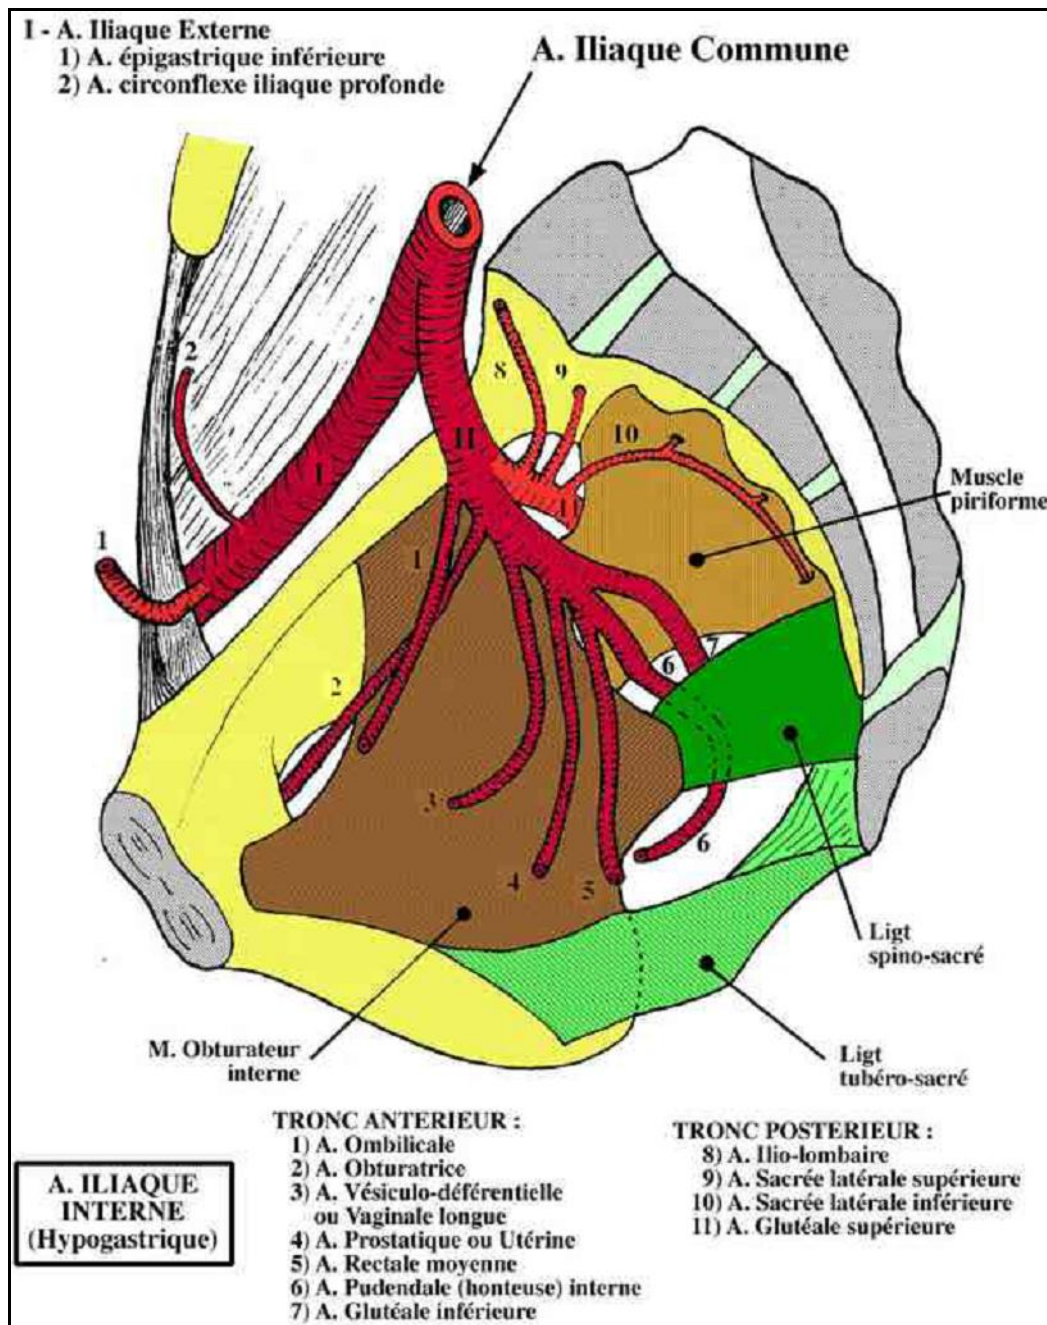 I - A. Iliaque Externe
1) A. épigastrique inférieure
2) A. circonflexe iliaque profonde
A. Iliaque Commune
2
8
9
II
10
I
11
Muscle
piriforme
1
1
7
6
2
3
6
4
5
Ligt
spino-sacré
M. Obturateur
interne
Ligt
tubéro-sacré
TRONC ANTERIEUR :
1) A. Ombilicale
2) A. Obturatrice
3) A. Vésiculo-déférentielle
ou Vaginale longue
4) A. Prostatique ou Utérine
5) A. Rectale moyenne
6) A. Pudendale (honteuse) interne
7) A. Glutéale inférieure
TRONC POSTERIEUR :
8) A. Ilio-lombaire
9) A. Sacrée latérale supérieure
10) A. Sacrée latérale inférieure
11) A. Glutéale supérieure
A. ILIAQUE
INTERNE
(Hypogastrique)